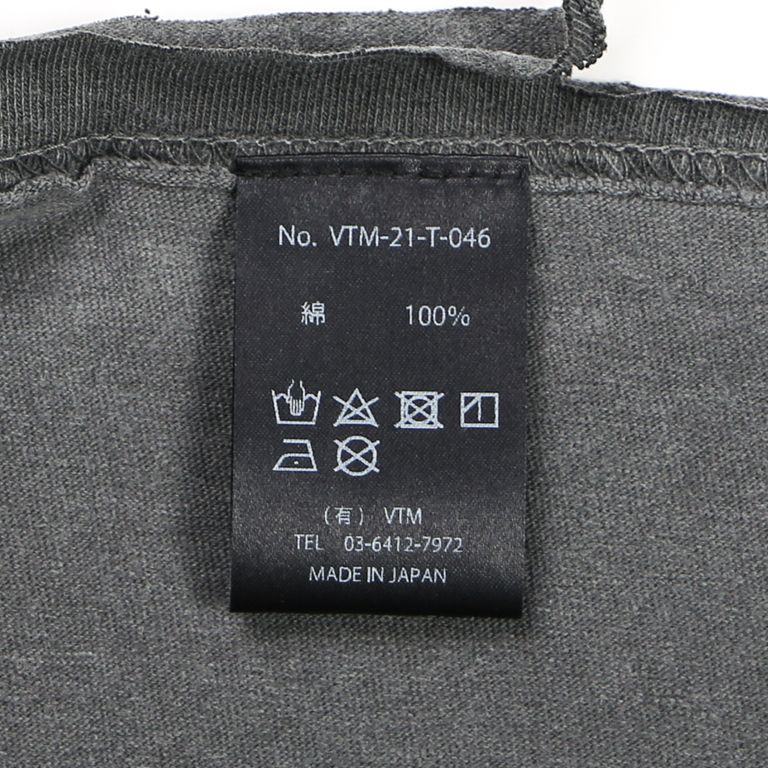 No. VTM-21-T-046
綿 100%
(有) VTM
TEL 03-6412-7972
MADE IN JAPAN